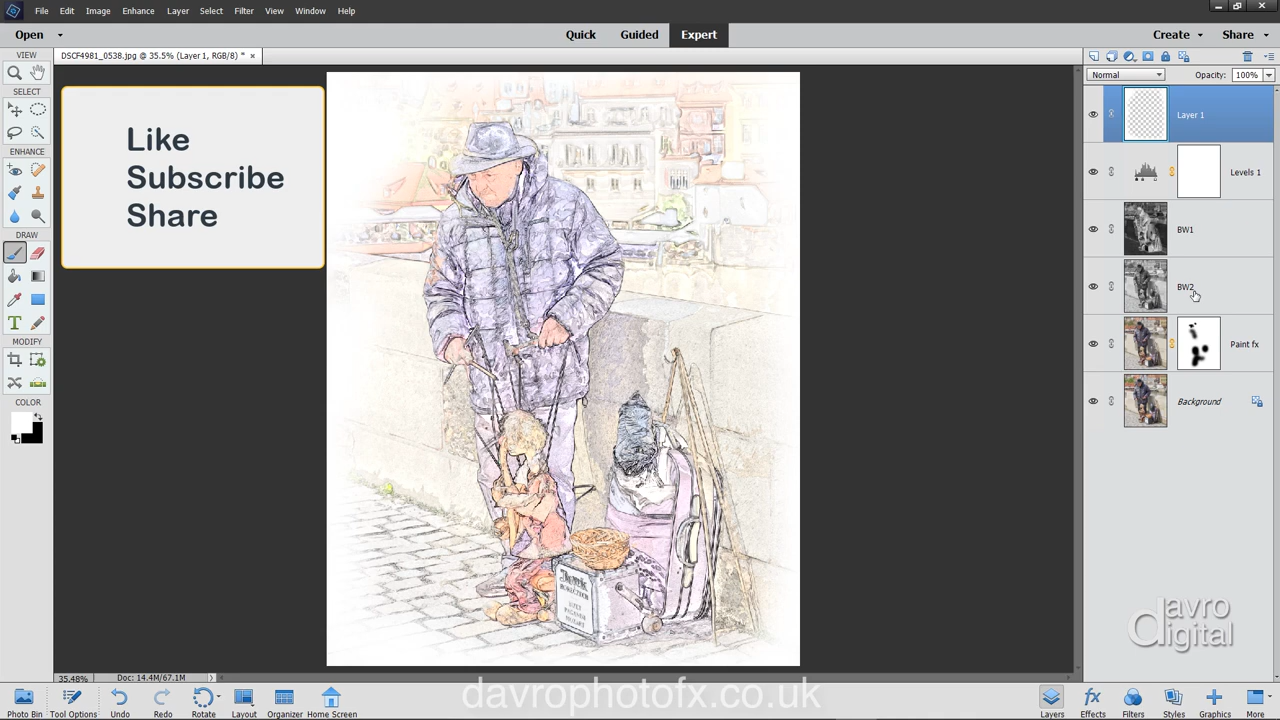 File Edit Image Enhance Layer Select Filter View Window Help
Open Quick Guided Expert Create Share
DSCF4981_0538.jpg @ 35.5% (Layer 1, RGB/8) * ×
VIEW
SELECT
ENHANCE
DRAW
MODIFY
COLOR
Like
Subscribe
Share
Normal Opacity: 100%
Layer 1
Levels 1
BW1
BW2
Paint fx
Background
davro
digital
35.48% Doc: 14.4M/67.1M
davrophotofx.co.uk
Photo Bin Tool Options Undo Redo Rotate Layout Organizer Home Screen Layers Effects Filters Styles Graphics More